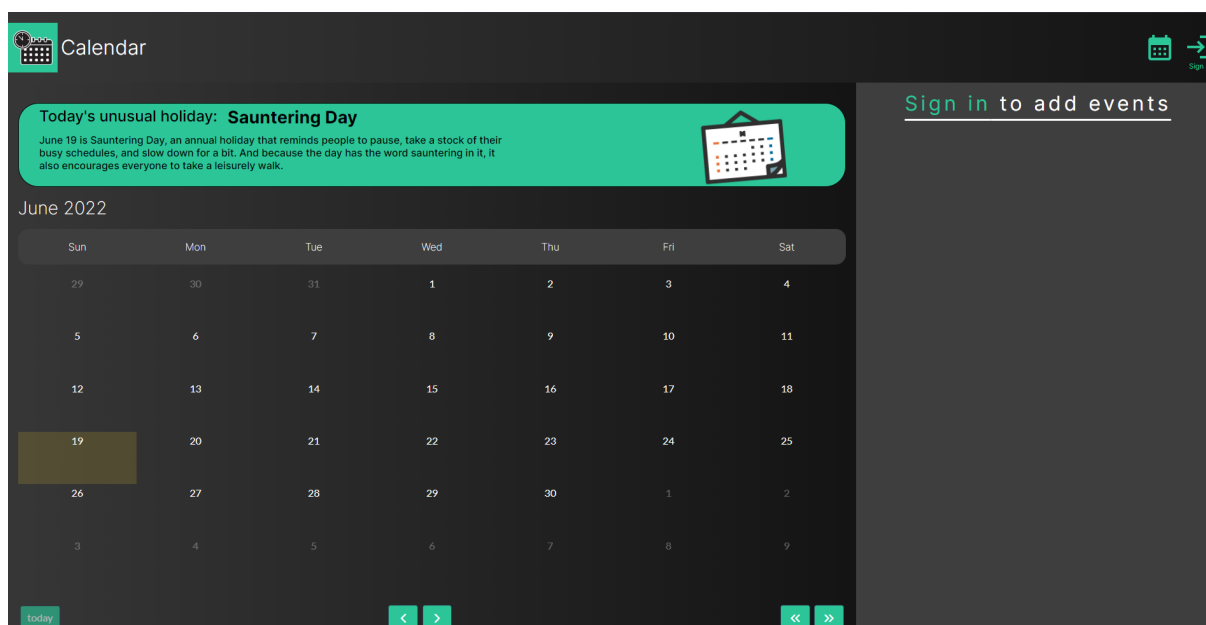 Calendar
Sign
Sign in to add events
Today's unusual holiday: Sauntering Day
June 19 is Sauntering Day, an annual holiday that reminds people to pause, take a stock of their
busy schedules, and slow down for a bit. And because the day has the word sauntering in it, it
also encourages everyone to take a leisurely walk.
June 2022
Sun Mon Tue Wed Thu Fri Sat
29 30 31 1 2 3 4
5 6 7 8 9 10 11
12 13 14 15 16 17 18
19 20 21 22 23 24 25
26 27 28 29 30 1 2
3 4 5 6 7 8 9
today < > « »